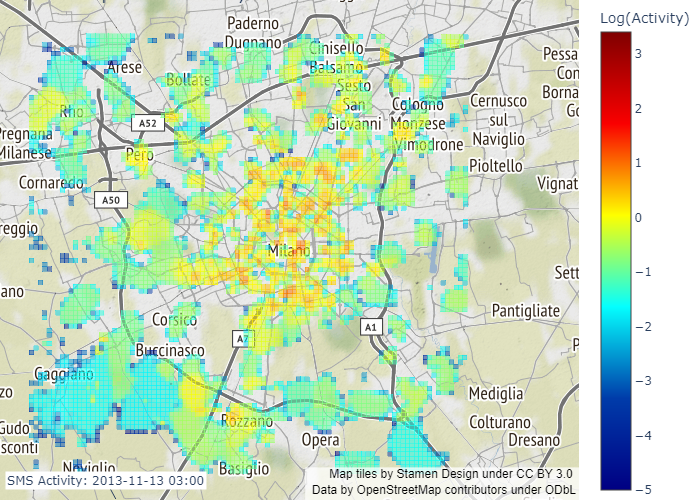 Log(Activity)
3
2
1
0
−1
−2
−3
−4
−5
Paderno
Dugnano
Cinisello
Balsamo
Pessa
Con
Borna
Go
Arese
Bollate
Sesto
San
Giovanni
Cologno
Monzese
Cernusco
sul
Naviglio
Rho
A52
Pregnana
Milanese
Pero
Vimodrone
Pioltello
Cornaredo
A50
Vignat
reggio
Milano
Sett
ano
Corsico
A7
A1
Pantigliate
Buccinasco
P
Gaggiano
zo
Mediglia
Gudo
sconti
Rozzano
Opera
Colturano
Dresano
Noviglio
Basiglio
SMS Activity: 2013-11-13 03:00
Map tiles by Stamen Design under CC BY 3.0
Data by OpenStreetMap contributors under ODbL